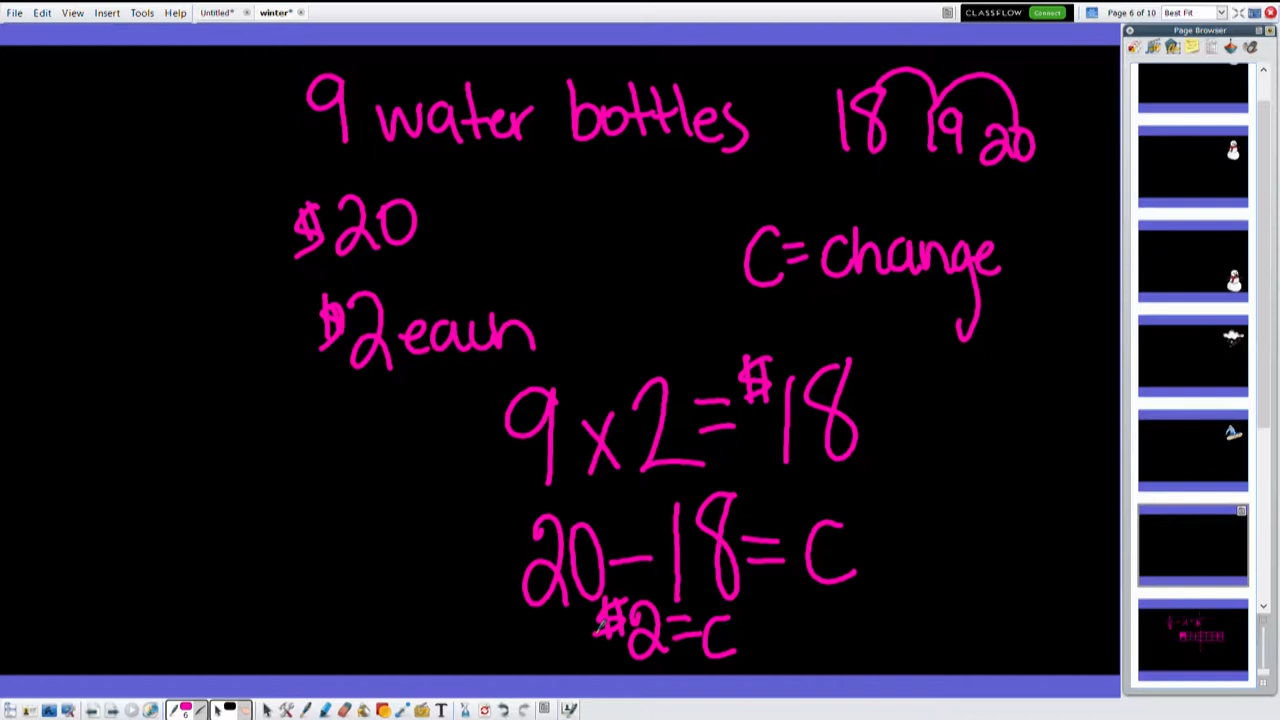 File Edit View Insert Tools Help Untitled* winter* CLASSFLOW Connect Page 6 of 10 Best Fit
Page Browser
9 water bottles 18 19 20
$20
C=change
$2 each
9 x 2 = $18
20 - 18 = C
$2 = C
6
T